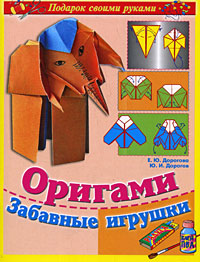 Подарок своими руками
Е. Ю. Дорогова
Ю. И. Дорогов
Оригами
Забавные игрушки